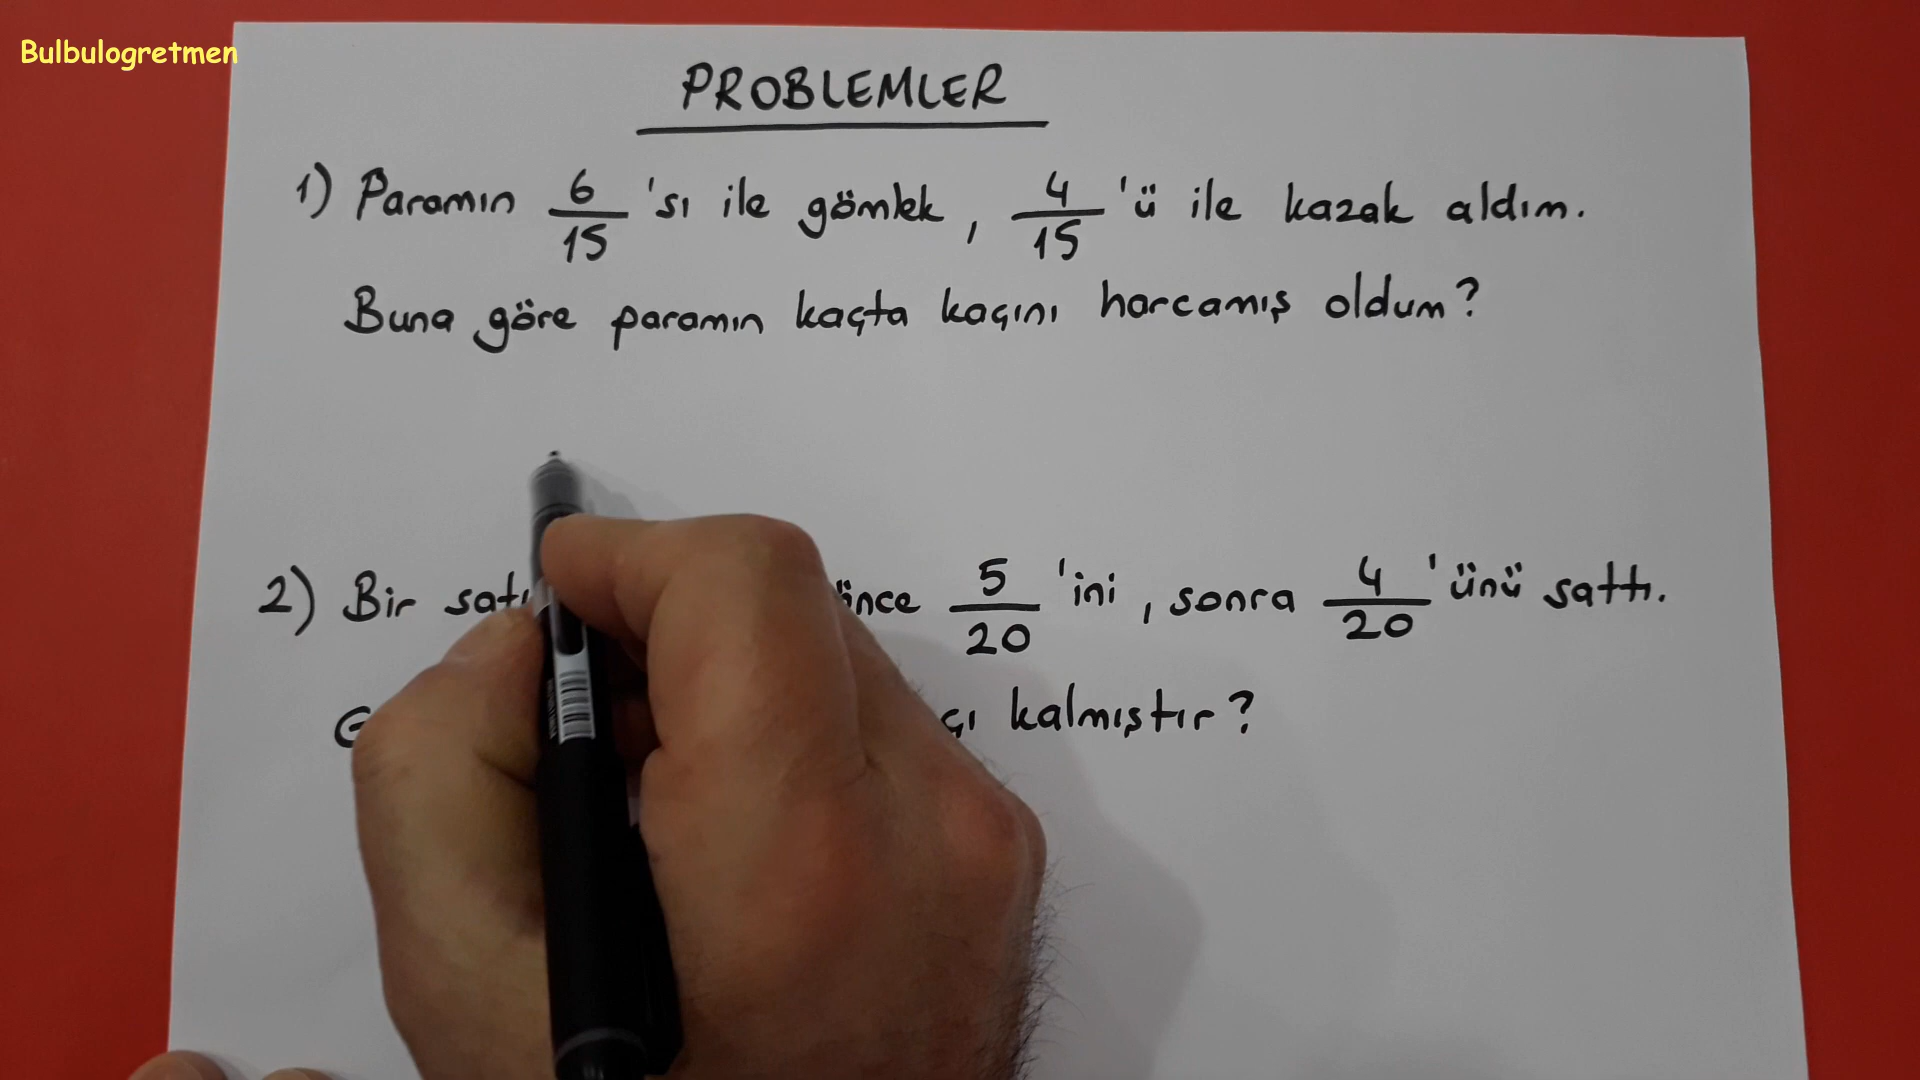 Bulbulogretmen
PROBLEMLER
1) Paramın 6/15 'sı ile gömlek, 4/15 'ü ile kazak aldım.
Buna göre paramın kaçta kaçını harcamış oldum?
2) Bir 5/20 'ini, sonra 4/20 'ünü sattı.
kalmıştır?